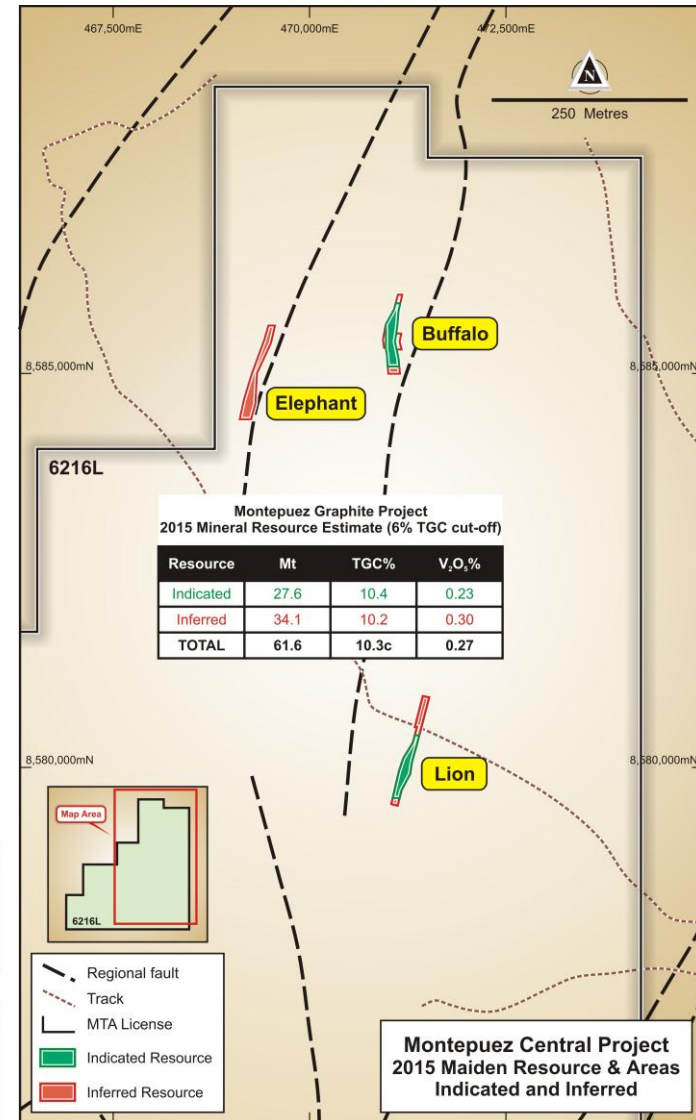 467,500mE 470,000mE 472,500mE
N
250 Metres
Buffalo
8,585,000mN 8,585,000mN
Elephant
6216L
Montepuez Graphite Project
2015 Mineral Resource Estimate (6% TGC cut-off)
Resource Mt TGC% V₂O₅%
Indicated 27.6 10.4 0.23
Inferred 34.1 10.2 0.30
TOTAL 61.6 10.3c 0.27
8,580,000mN 8,580,000mN
Lion
Map Area
6216L
Regional fault
Track
MTA License
Indicated Resource
Inferred Resource
Montepuez Central Project
2015 Maiden Resource & Areas
Indicated and Inferred